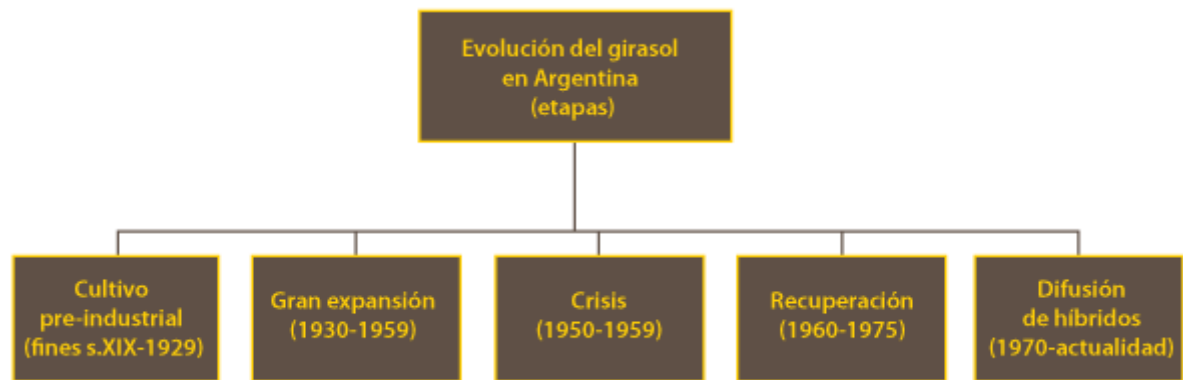 Evolución del girasol
en Argentina
(etapas)
Cultivo
pre-industrial
(fines s.XIX-1929)
Gran expansión
(1930-1959)
Crisis
(1950-1959)
Recuperación
(1960-1975)
Difusión
de híbridos
(1970-actualidad)